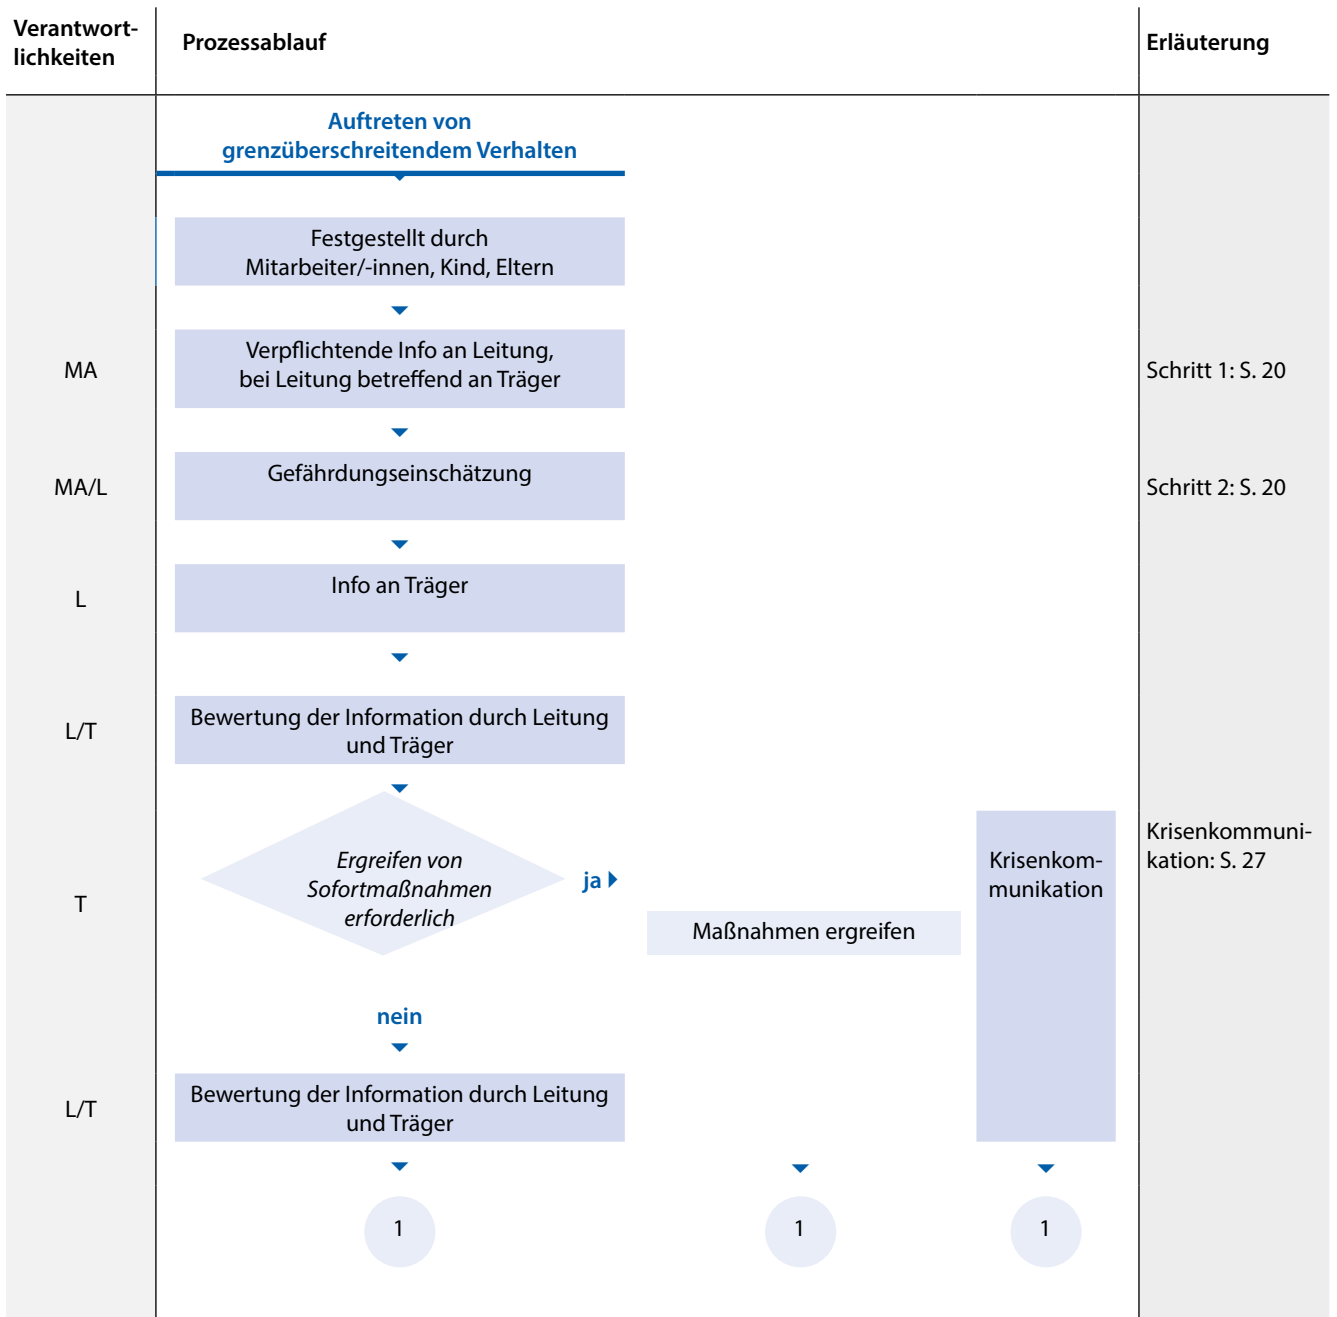 Verantwort-
lichkeiten
Prozessablauf
Erläuterung
Auftreten von
grenzüberschreitendem Verhalten
Festgestellt durch
Mitarbeiter/-innen, Kind, Eltern
MA
Verpflichtende Info an Leitung,
bei Leitung betreffend an Träger
Schritt 1: S. 20
MA/L
Gefährdungseinschätzung
Schritt 2: S. 20
L
Info an Träger
L/T
Bewertung der Information durch Leitung
und Träger
T
Ergreifen von
Sofortmaßnahmen
erforderlich
ja
Maßnahmen ergreifen
Krisenkom-
munikation
Krisenkommuni-
kation: S. 27
nein
L/T
Bewertung der Information durch Leitung
und Träger
1
1
1